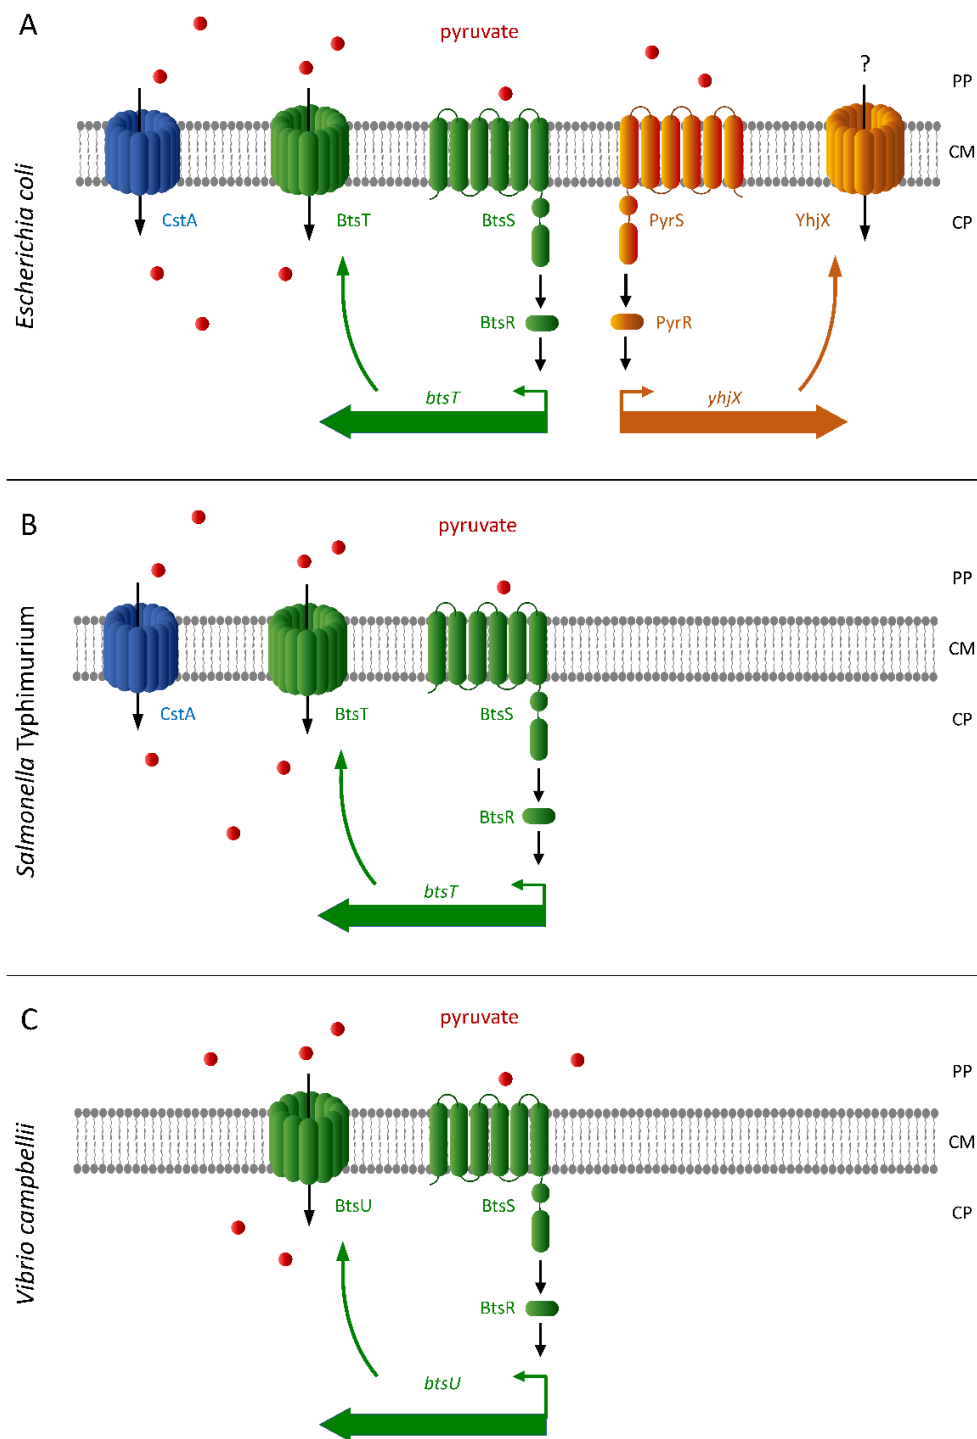 A
pyruvate
?
PP
CM
CP
Escherichia coli
CstA
BtsT
BtsS
PyrS
YhjX
BtsR
PyrR
btsT
yhjX
B
pyruvate
PP
CM
CP
Salmonella Typhimurium
CstA
BtsT
BtsS
BtsR
btsT
C
pyruvate
PP
CM
CP
Vibrio campbellii
BtsU
BtsS
BtsR
btsU